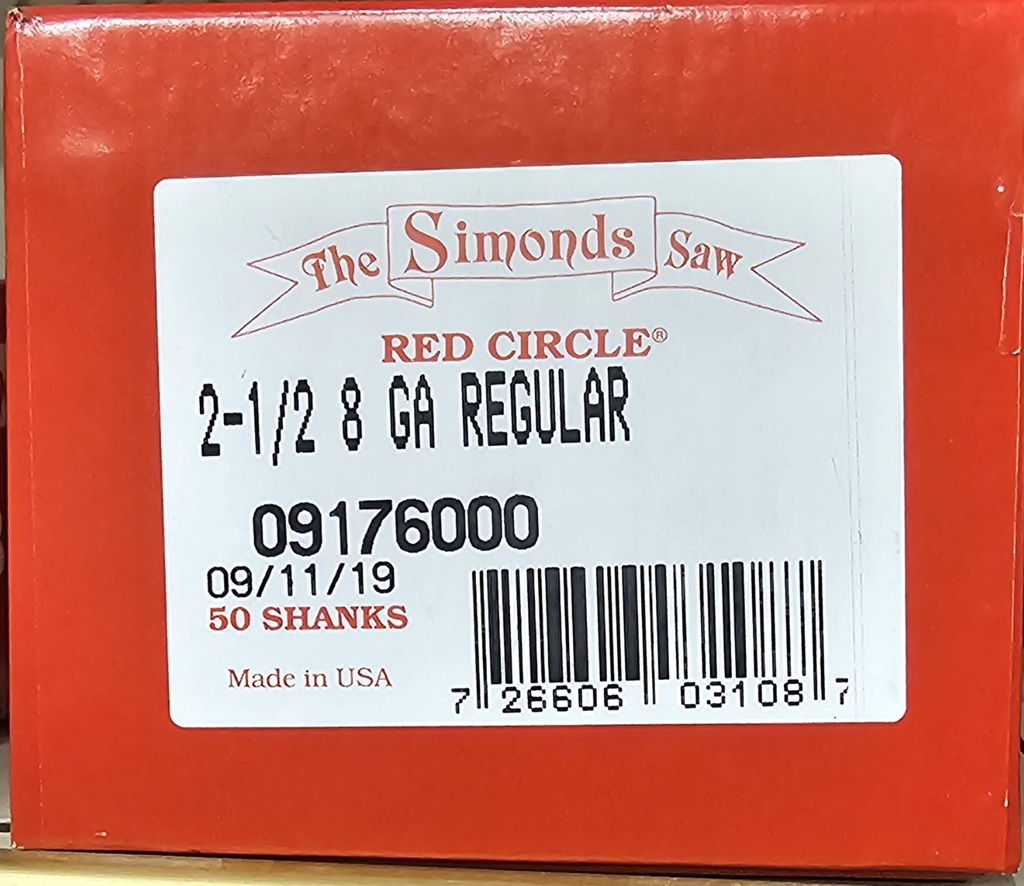 The Simonds Saw
RED CIRCLE®
2-1/2 8 GA REGULAR
09176000
09/11/19
50 SHANKS
Made in USA
7 26606 03108 7